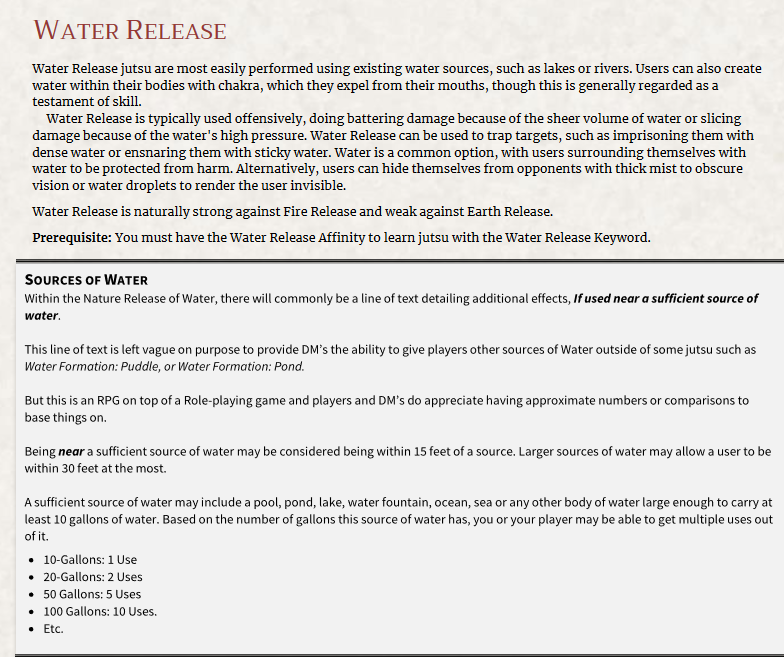 WATER RELEASE
Water Release jutsu are most easily performed using existing water sources, such as lakes or rivers. Users can also create
water within their bodies with chakra, which they expel from their mouths, though this is generally regarded as a
testament of skill.
Water Release is typically used offensively, doing battering damage because of the sheer volume of water or slicing
damage because of the water's high pressure. Water Release can be used to trap targets, such as imprisoning them with
dense water or ensnaring them with sticky water. Water is a common option, with users surrounding themselves with
water to be protected from harm. Alternatively, users can hide themselves from opponents with thick mist to obscure
vision or water droplets to render the user invisible.
Water Release is naturally strong against Fire Release and weak against Earth Release.
Prerequisite: You must have the Water Release Affinity to learn jutsu with the Water Release Keyword.
SOURCES OF WATER
Within the Nature Release of Water, there will commonly be a line of text detailing additional effects, If used near a sufficient source of
water.
This line of text is left vague on purpose to provide DM's the ability to give players other sources of Water outside of some jutsu such as
Water Formation: Puddle, or Water Formation: Pond.
But this is an RPG on top of a Role-playing game and players and DM's do appreciate having approximate numbers or comparisons to
base things on.
Being near a sufficient source of water may be considered being within 15 feet of a source. Larger sources of water may allow a user to be
within 30 feet at the most.
A sufficient source of water may include a pool, pond, lake, water fountain, ocean, sea or any other body of water large enough to carry at
least 10 gallons of water. Based on the number of gallons this source of water has, you or your player may be able to get multiple uses out
of it.
• 10-Gallons: 1 Use
• 20-Gallons: 2 Uses
• 50 Gallons: 5 Uses
• 100 Gallons: 10 Uses.
• Etc.